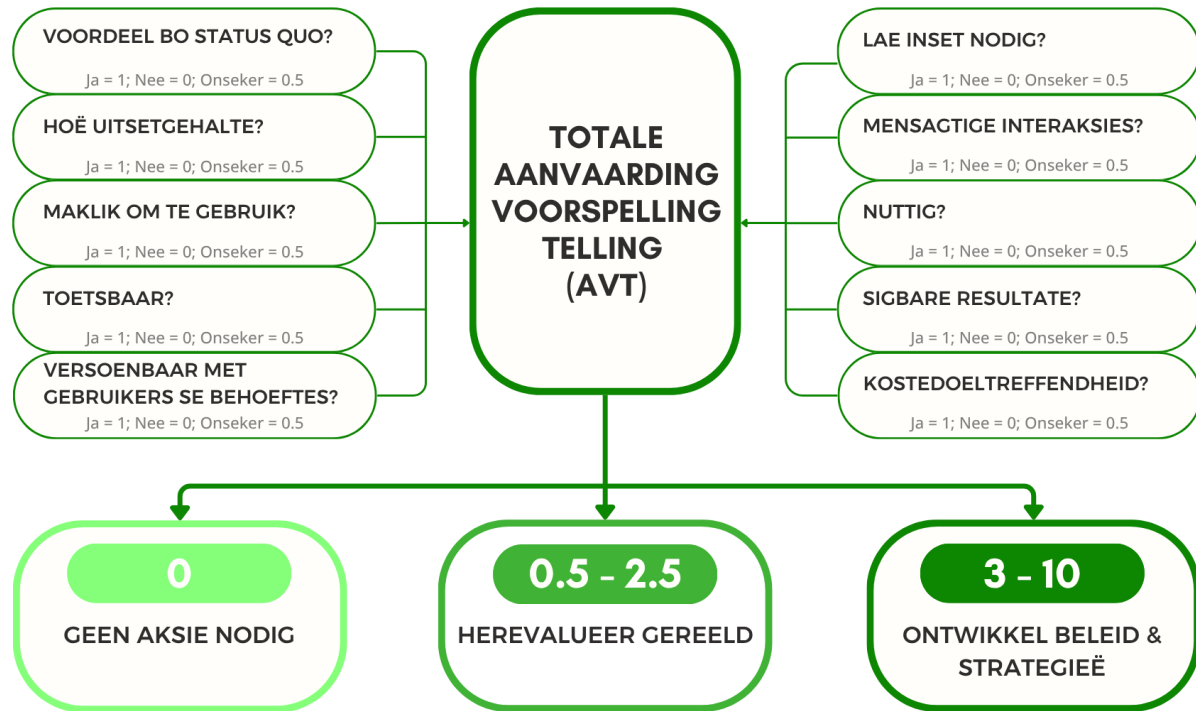 VOORDEEL BO STATUS QUO?
Ja = 1; Nee = 0; Onseker = 0.5
HOË UITSETGEHALTE?
Ja = 1; Nee = 0; Onseker = 0.5
MAKLIK OM TE GEBRUIK?
Ja = 1; Nee = 0; Onseker = 0.5
TOETSBAAR?
Ja = 1; Nee = 0; Onseker = 0.5
VERSOENBAAR MET
GEBRUIKERS SE BEHOEFTES?
Ja = 1; Nee = 0; Onseker = 0.5
TOTALE
AANVAARDING
VOORSPELLING
TELLING
(AVT)
LAE INSET NODIG?
Ja = 1; Nee = 0; Onseker = 0.5
MENSAGTIGE INTERAKSIES?
Ja = 1; Nee = 0; Onseker = 0.5
NUTTIG?
Ja = 1; Nee = 0; Onseker = 0.5
SIGBARE RESULTATE?
Ja = 1; Nee = 0; Onseker = 0.5
KOSTEDOELTREFFENDHEID?
Ja = 1; Nee = 0; Onseker = 0.5
0
GEEN AKSIE NODIG
0.5 - 2.5
HEREVALUEER GEREELD
3 - 10
ONTWIKKEL BELEID &
STRATEGIEË